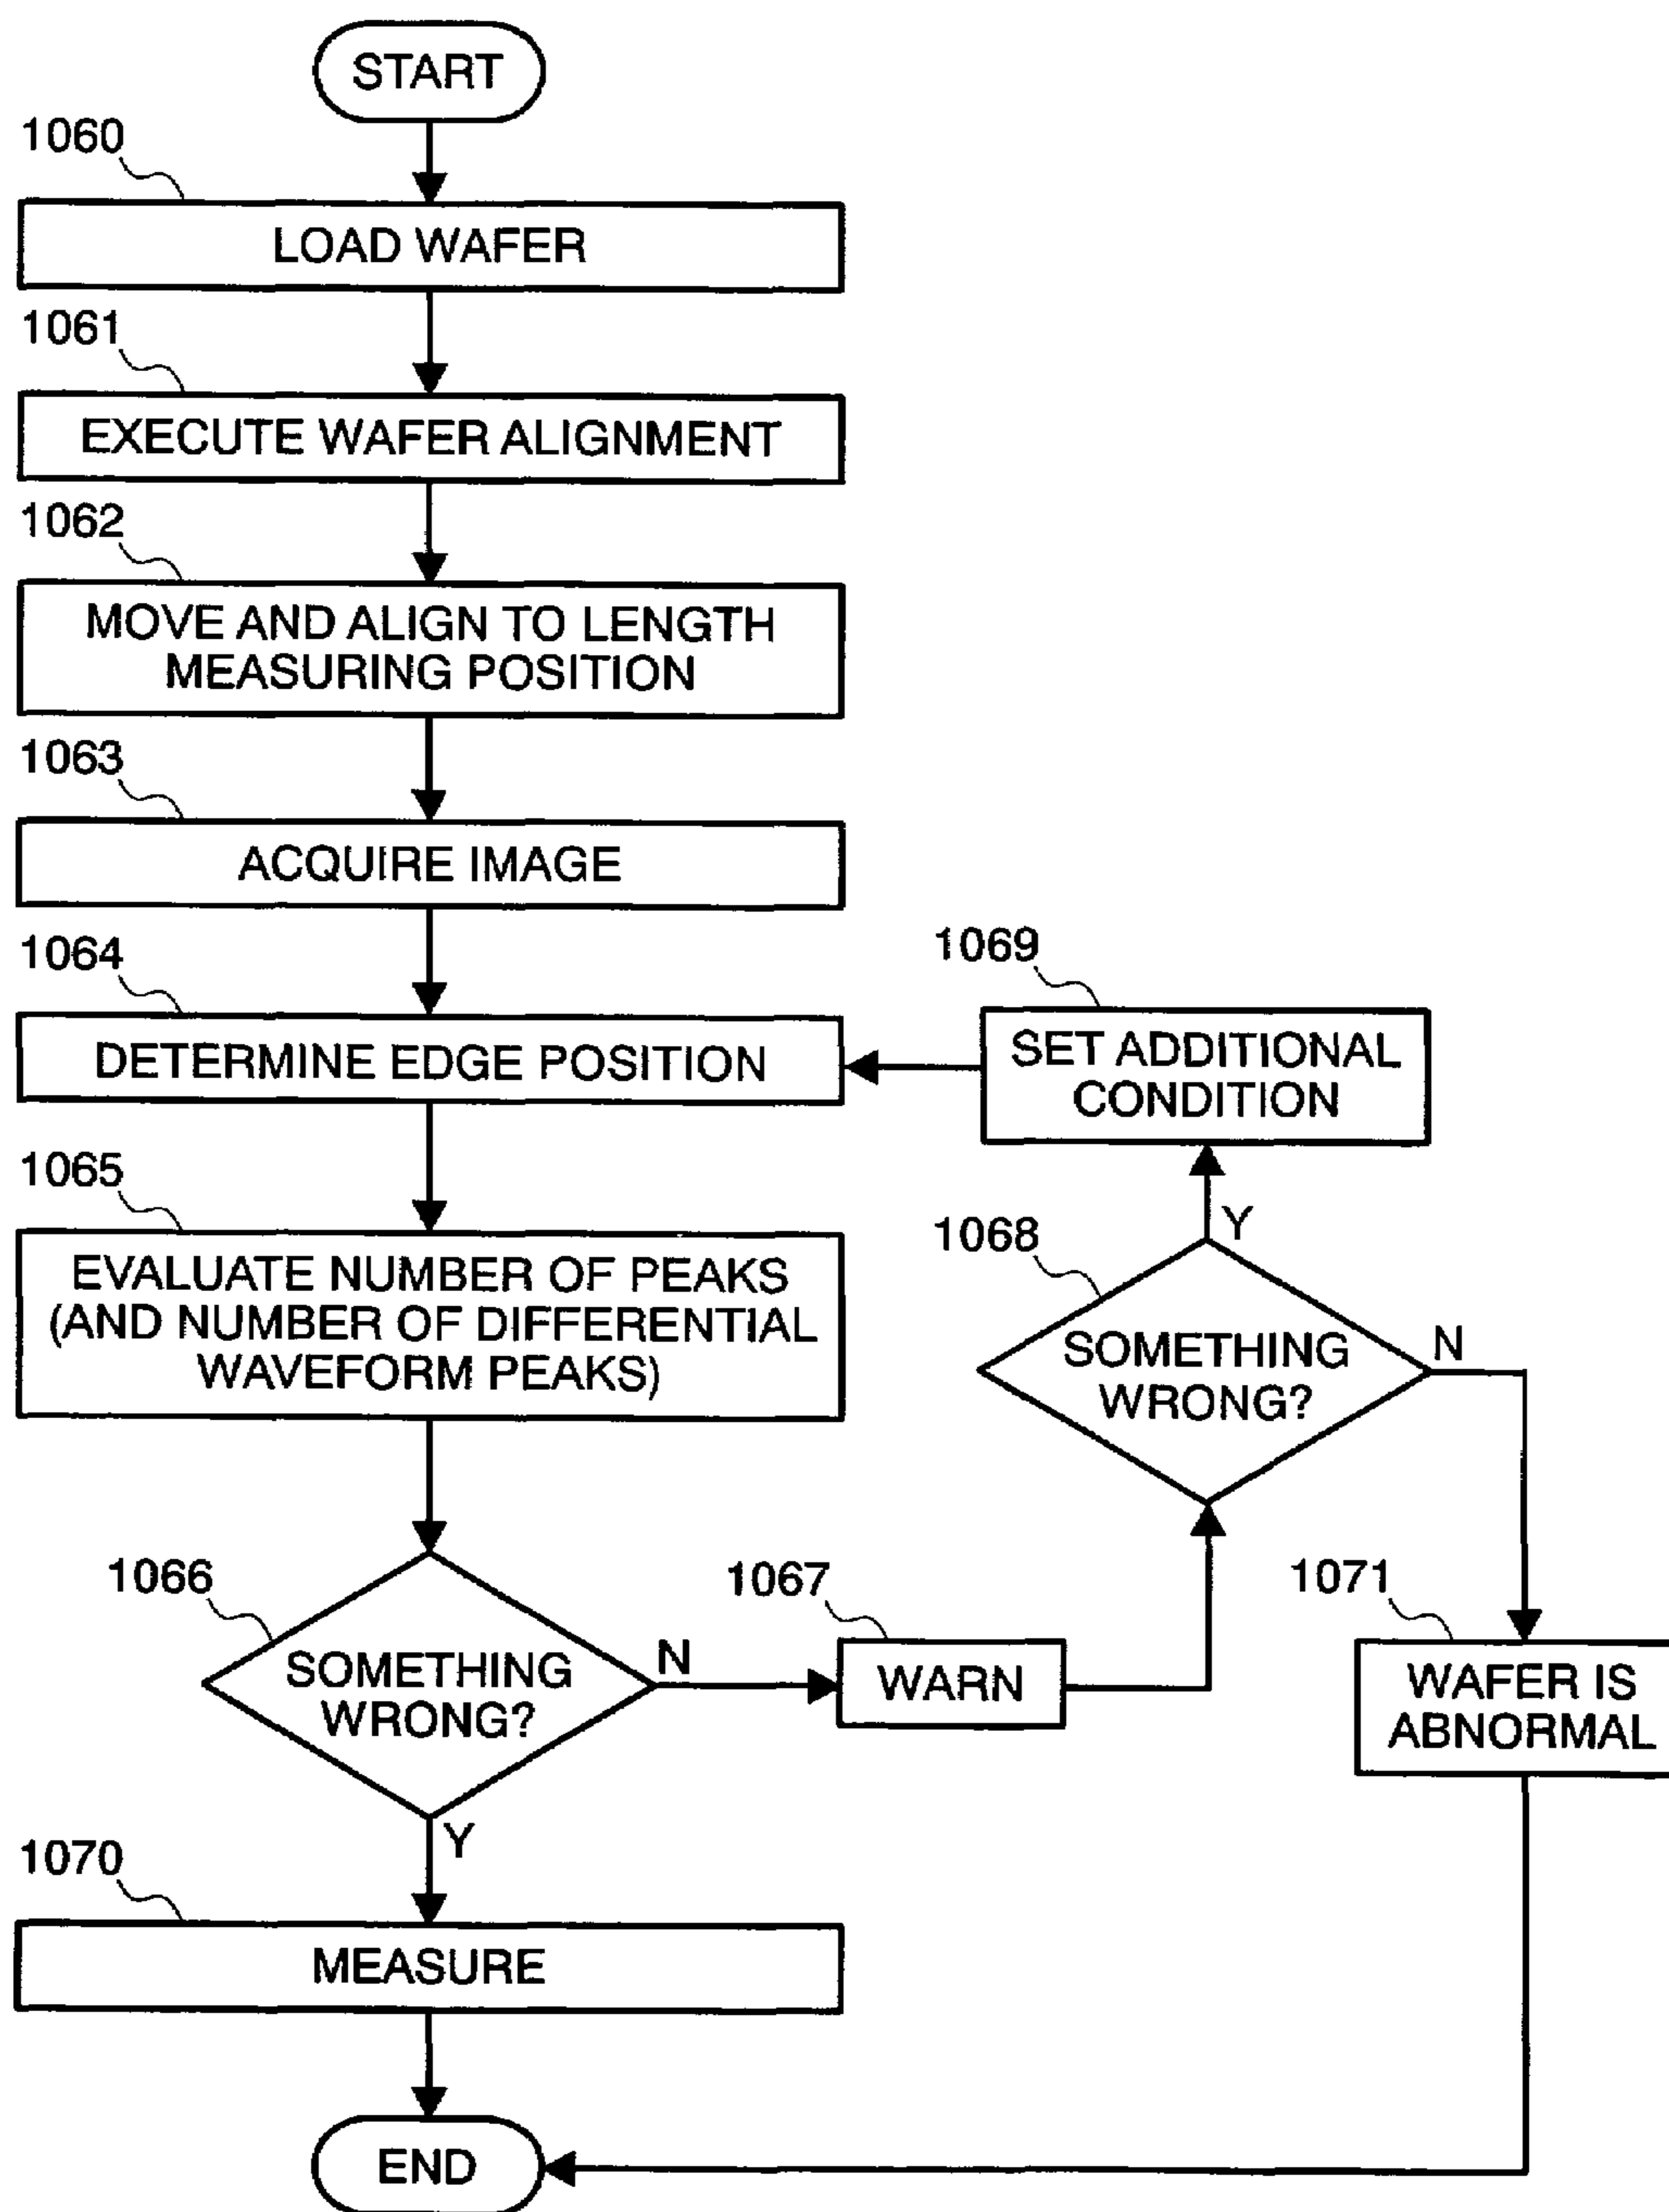 START
1060
LOAD WAFER
1061
EXECUTE WAFER ALIGNMENT
1062
MOVE AND ALIGN TO LENGTH
MEASURING POSITION
1063
ACQUIRE IMAGE
1064
DETERMINE EDGE POSITION
1069
SET ADDITIONAL
CONDITION
1065
EVALUATE NUMBER OF PEAKS
(AND NUMBER OF DIFFERENTIAL
WAVEFORM PEAKS)
1068
Y
SOMETHING
WRONG?
N
1066
SOMETHING
WRONG?
N
Y
1067
WARN
1071
WAFER IS
ABNORMAL
1070
MEASURE
END